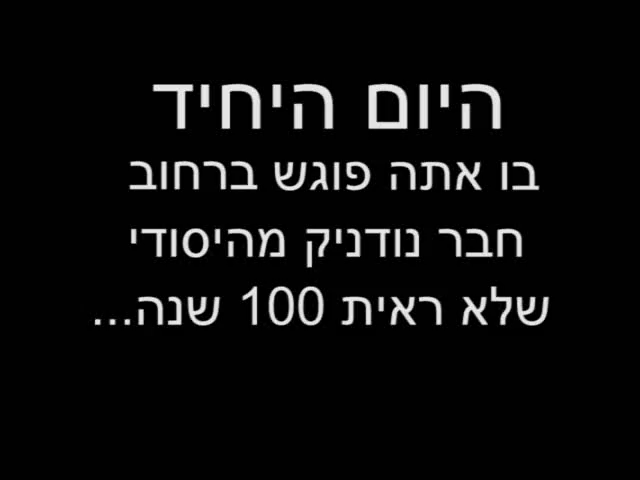 היום היחיד
בו אתה פוגש ברחוב
חבר נודניק מהיסודי
שלא ראית 100 שנה...